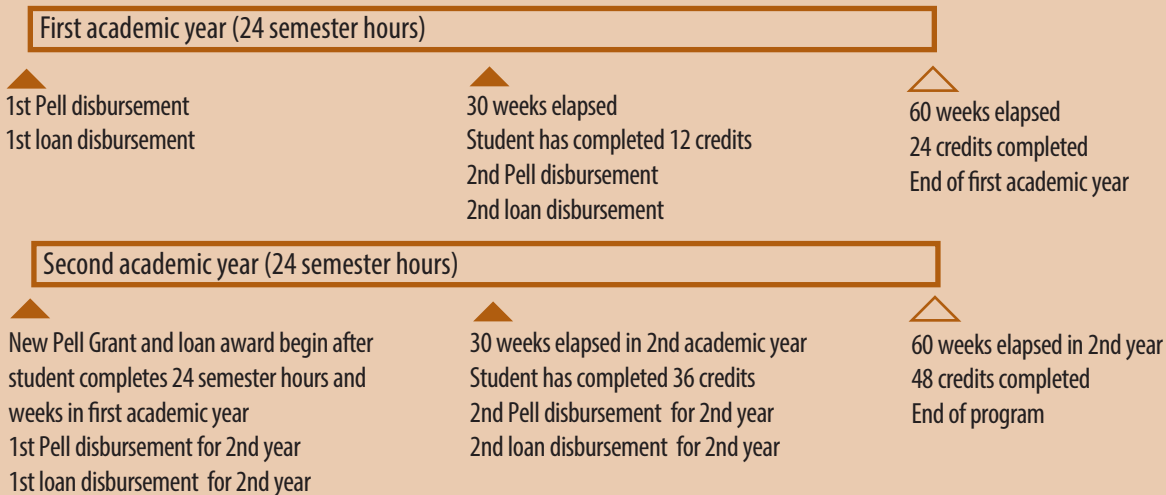 First academic year (24 semester hours)
1st Pell disbursement
1st loan disbursement
30 weeks elapsed
Student has completed 12 credits
2nd Pell disbursement
2nd loan disbursement
60 weeks elapsed
24 credits completed
End of first academic year
Second academic year (24 semester hours)
New Pell Grant and loan award begin after
student completes 24 semester hours and
weeks in first academic year
1st Pell disbursement for 2nd year
1st loan disbursement for 2nd year
30 weeks elapsed in 2nd academic year
Student has completed 36 credits
2nd Pell disbursement for 2nd year
2nd loan disbursement for 2nd year
60 weeks elapsed in 2nd year
48 credits completed
End of program